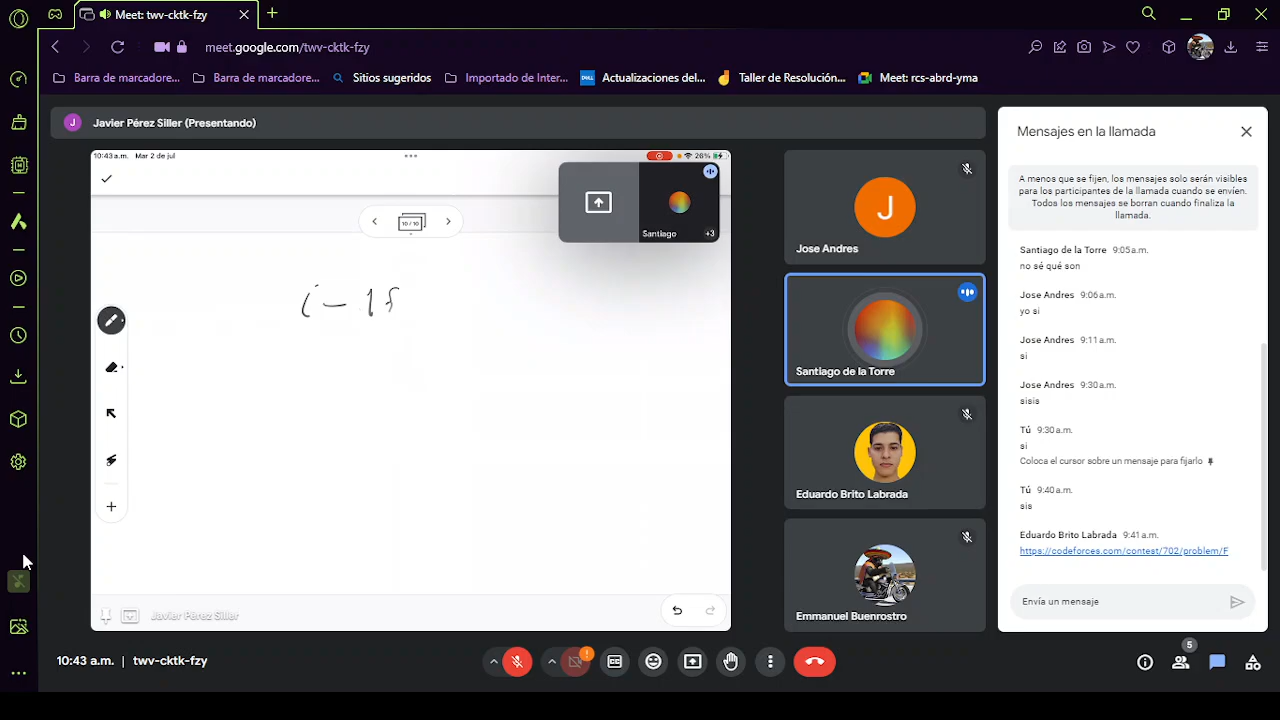 Meet: twv-cktk-fzy
meet.google.com/twv-cktk-fzy
Barra de marcadore...
Barra de marcadore...
Sitios sugeridos
Importado de Inter...
DELL
Actualizaciones del...
Taller de Resolución...
Meet: rcs-abrd-yma
J
Javier Pérez Siller (Presentando)
10:43 a.m. Mar 2 de jul
26%
10 / 10
Santiago
+3
i - 1
Javier Pérez Siller
J
Jose Andres
Santiago de la Torre
Eduardo Brito Labrada
Emmanuel Buenrostro
Mensajes en la llamada
A menos que se fijen, los mensajes solo serán visibles
para los participantes de la llamada cuando se envíen.
Todos los mensajes se borran cuando finaliza la
llamada.
Santiago de la Torre 9:05 a.m.
no sé qué son
Jose Andres 9:06 a.m.
yo si
Jose Andres 9:11 a.m.
si
Jose Andres 9:30 a.m.
sisis
Tú 9:30 a.m.
si
Coloca el cursor sobre un mensaje para fijarlo
Tú 9:40 a.m.
sis
Eduardo Brito Labrada 9:41 a.m.
https://codeforces.com/contest/702/problem/F
Envía un mensaje
10:43 a.m. | twv-cktk-fzy
5